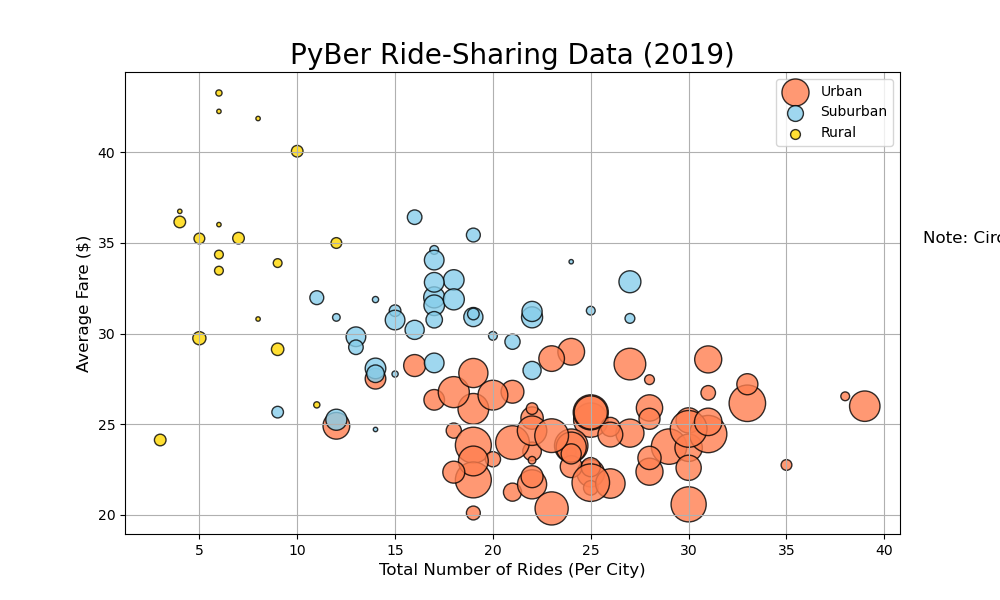 PyBer Ride-Sharing Data (2019)
Urban
Suburban
Rural
Average Fare ($)
40
35
30
25
20
Note: Circ
5 10 15 20 25 30 35 40
Total Number of Rides (Per City)